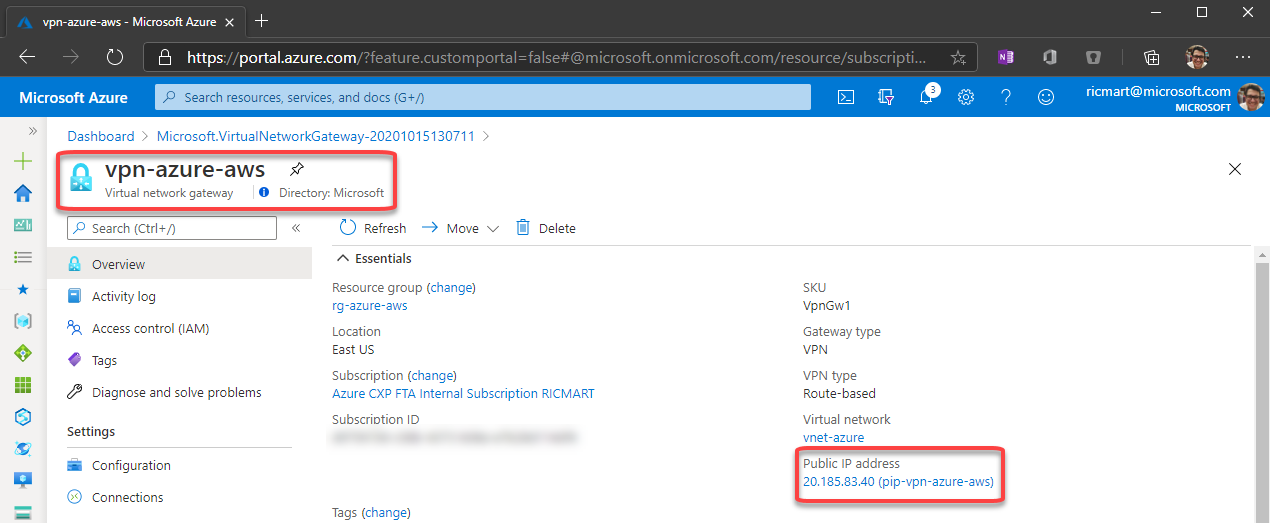 vpn-azure-aws - Microsoft Azure
https://portal.azure.com/?feature.customportal=false#@microsoft.onmicrosoft.com/resource/subscripti...
Microsoft Azure
Search resources, services, and docs (G+/)
3
ricmart@microsoft.com
MICROSOFT
Dashboard > Microsoft.VirtualNetworkGateway-20201015130711 >
vpn-azure-aws
Virtual network gateway
Directory: Microsoft
Search (Ctrl+/)
Refresh
Move
Delete
Overview
Activity log
Access control (IAM)
Tags
Diagnose and solve problems
Settings
Configuration
Connections
Essentials
Resource group (change)
rg-azure-aws
Location
East US
Subscription (change)
Azure CXP FTA Internal Subscription RICMART
Subscription ID
SKU
VpnGw1
Gateway type
VPN
VPN type
Route-based
Virtual network
vnet-azure
Public IP address
20.185.83.40 (pip-vpn-azure-aws)
Tags (change)